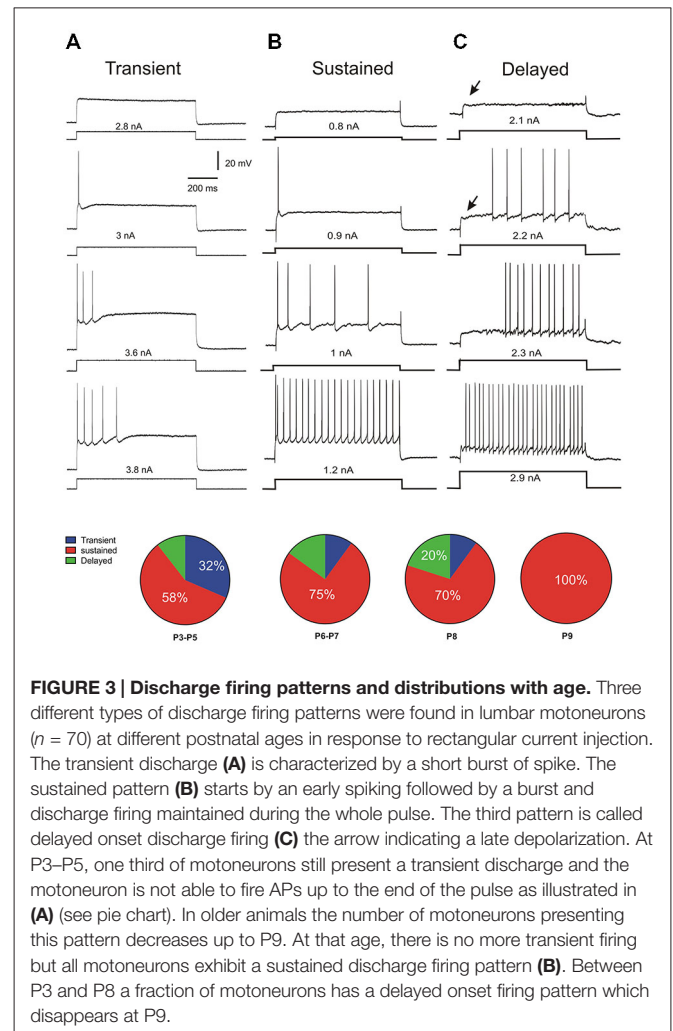 A
B
C
Transient
Sustained
Delayed
2.8 nA
0.8 nA
2.1 nA
20 mV
200 ms
3 nA
0.9 nA
2.2 nA
3.6 nA
1 nA
2.3 nA
3.8 nA
1.2 nA
2.9 nA
Transient
sustained
Delayed
32%
58%
P3-P5
75%
P6-P7
20%
70%
P8
100%
P9
FIGURE 3 | Discharge firing patterns and distributions with age. Three
different types of discharge firing patterns were found in lumbar motoneurons
(n = 70) at different postnatal ages in response to rectangular current injection.
The transient discharge (A) is characterized by a short burst of spike. The
sustained pattern (B) starts by an early spiking followed by a burst and
discharge firing maintained during the whole pulse. The third pattern is called
delayed onset discharge firing (C) the arrow indicating a late depolarization. At
P3–P5, one third of motoneurons still present a transient discharge and the
motoneuron is not able to fire APs up to the end of the pulse as illustrated in
(A) (see pie chart). In older animals the number of motoneurons presenting
this pattern decreases up to P9. At that age, there is no more transient firing
but all motoneurons exhibit a sustained discharge firing pattern (B). Between
P3 and P8 a fraction of motoneurons has a delayed onset firing pattern which
disappears at P9.